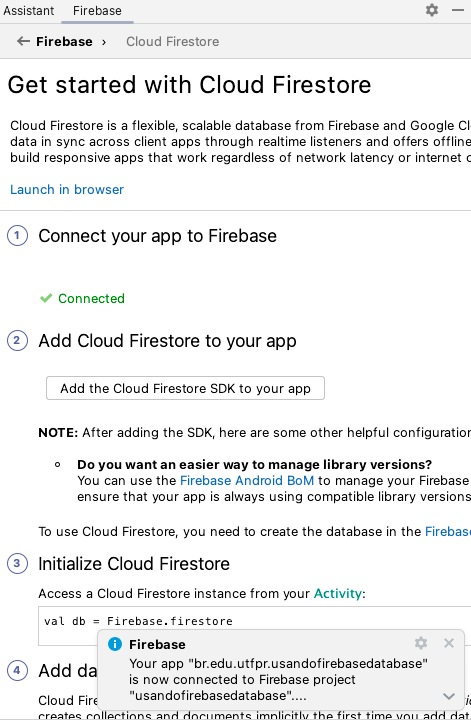 Assistant Firebase
Firebase › Cloud Firestore
Get started with Cloud Firestore
Cloud Firestore is a flexible, scalable database from Firebase and Google
data in sync across client apps through realtime listeners and offers offline
build responsive apps that work regardless of network latency or internet
Launch in browser
1 Connect your app to Firebase
Connected
2 Add Cloud Firestore to your app
Add the Cloud Firestore SDK to your app
NOTE: After adding the SDK, here are some other helpful configuration
Do you want an easier way to manage library versions?
You can use the Firebase Android BoM to manage your Firebase
ensure that your app is always using compatible library versions
To use Cloud Firestore, you need to create the database in the Firebase
3 Initialize Cloud Firestore
Access a Cloud Firestore instance from your Activity:
val db = Firebase.firestore
Firebase
Your app "br.edu.utfpr.usandofirebasedatabase"
is now connected to Firebase project
"usandofirebasedatabase"....
4 Add da
Cloud Fire
creates collections and documents implicitly the first time you add dat